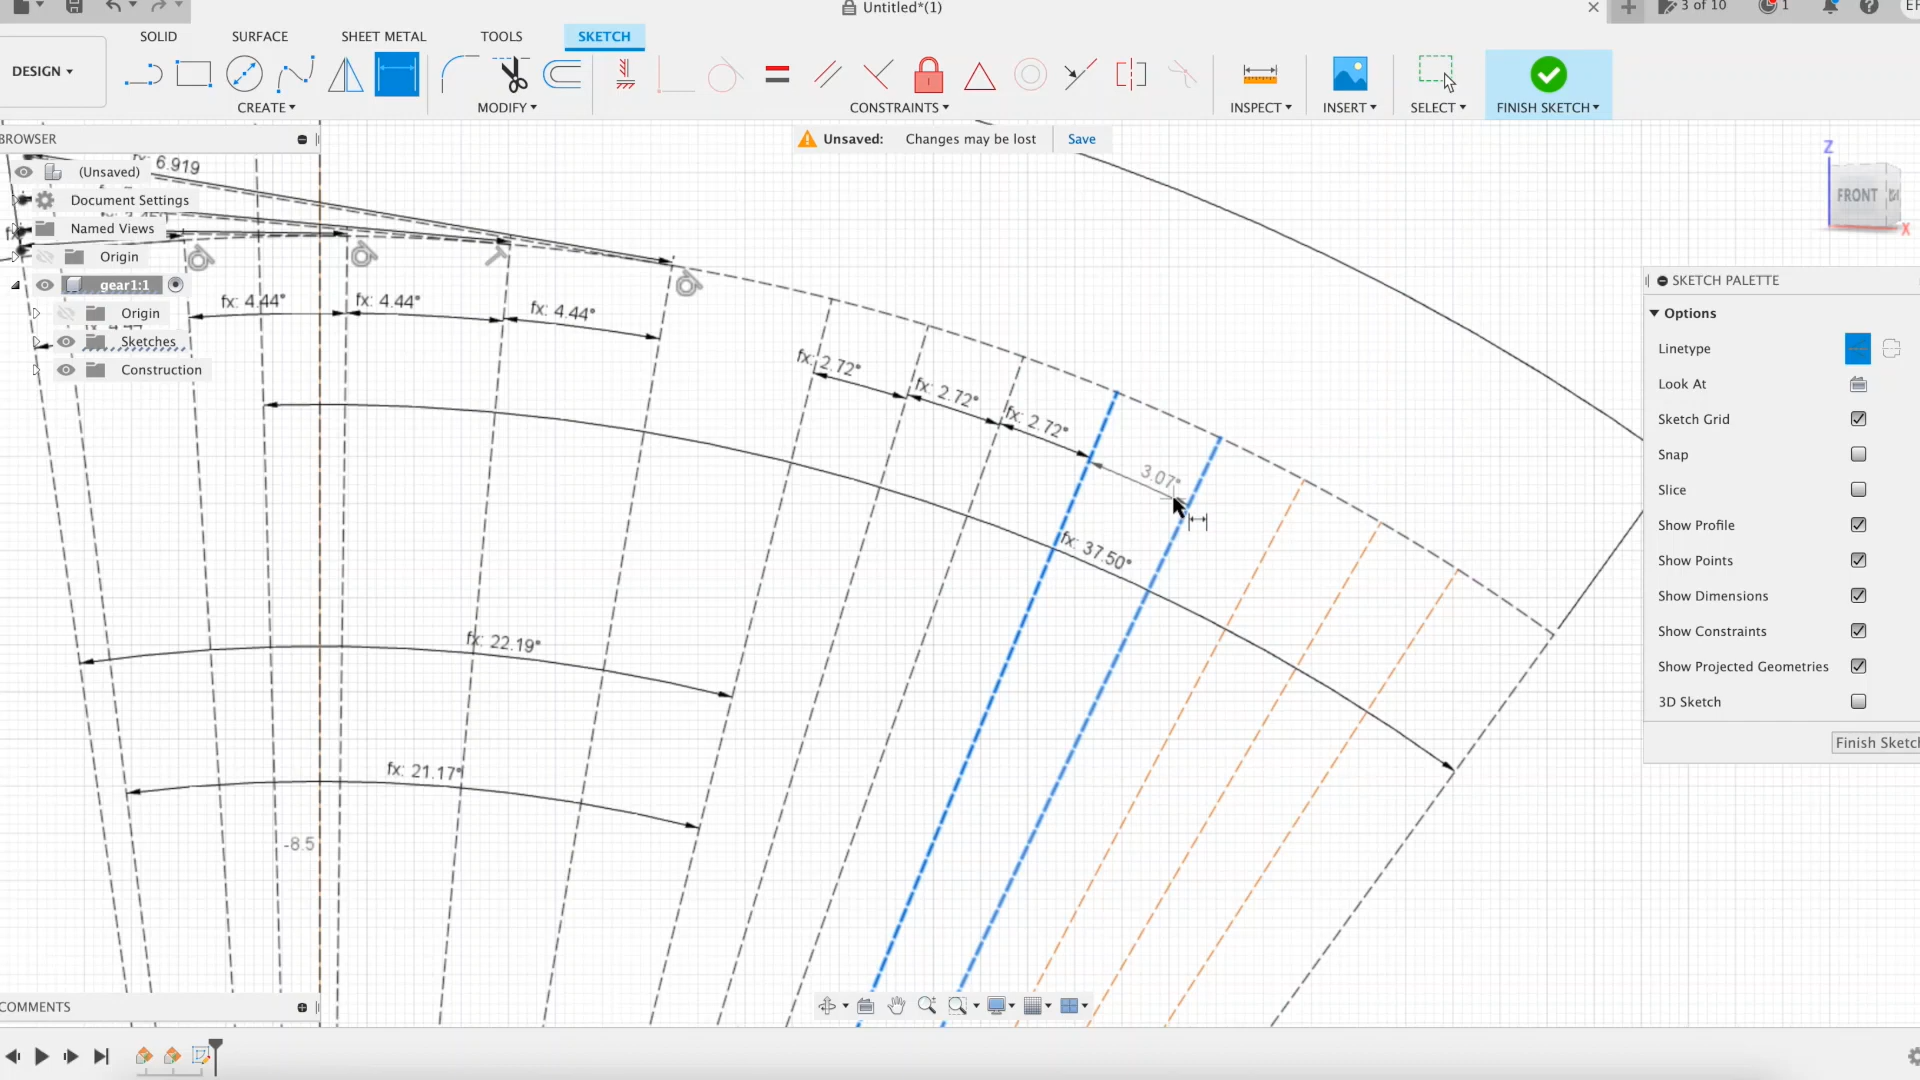 Untitled*(1)
3 of 10
1
SOLID
SURFACE
SHEET METAL
TOOLS
SKETCH
DESIGN
CREATE
MODIFY
CONSTRAINTS
INSPECT
INSERT
SELECT
FINISH SKETCH
BROWSER
Unsaved: Changes may be lost Save
fx: 6.919
(Unsaved)
Document Settings
Named Views
Origin
gear1:1
Origin
Sketches
Construction
fx: 4.44°
fx: 4.44°
fx: 4.44°
fx: 2.72°
fx: 2.72°
fx: 2.72°
3.07°
fx: 37.50°
fx: 22.19°
fx: 21.17°
-8.5
Z
FRONT
X
SKETCH PALETTE
Options
Linetype
Look At
Sketch Grid
Snap
Slice
Show Profile
Show Points
Show Dimensions
Show Constraints
Show Projected Geometries
3D Sketch
Finish Sketch
COMMENTS